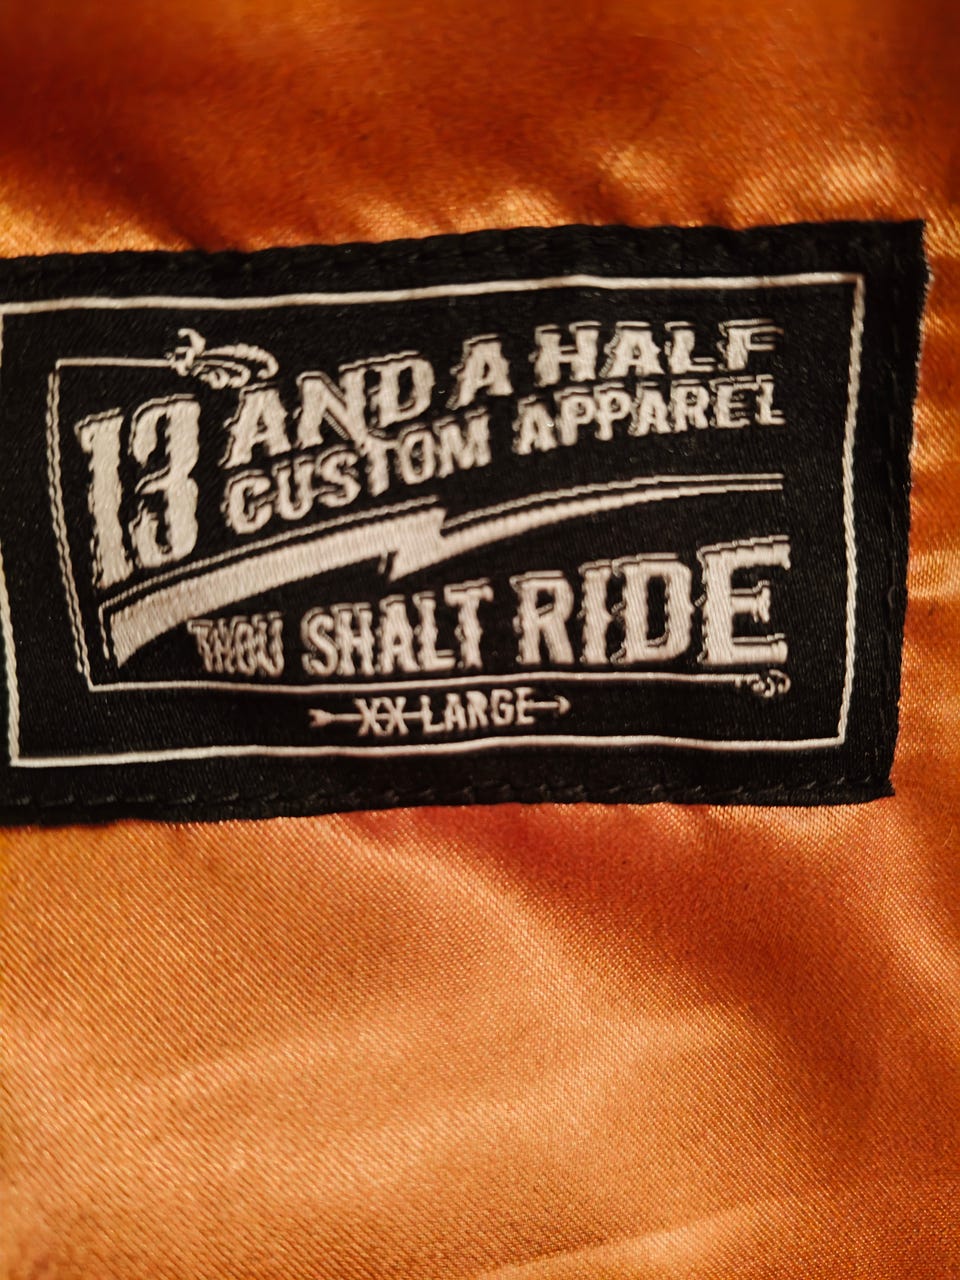 13 AND A HALF
CUSTOM APPAREL
THOU SHALT RIDE
XX-LARGE